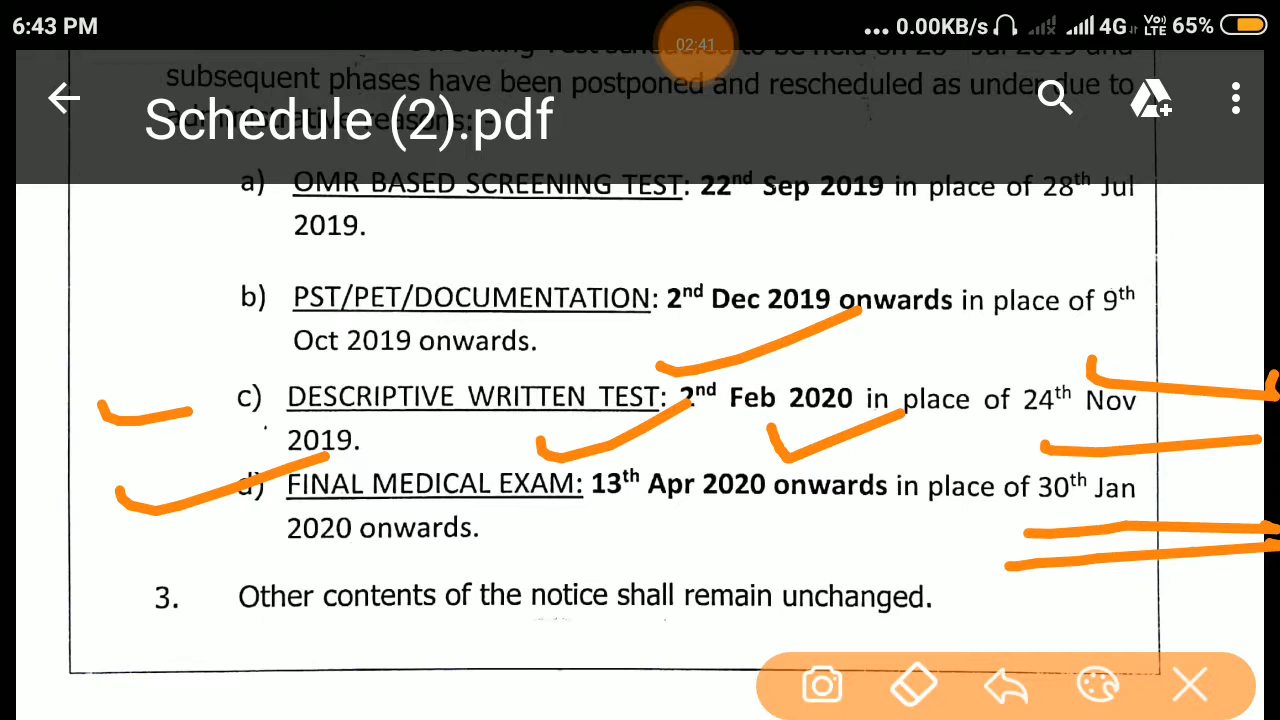 6:43 PM
02:41
... 0.00KB/s 4G Vo) LTE 65%
Schedule (2).pdf
subsequent phases have been postponed and rescheduled as under due to
administrative reasons:
a) OMR BASED SCREENING TEST: 22nd Sep 2019 in place of 28th Jul
2019.
b) PST/PET/DOCUMENTATION: 2nd Dec 2019 onwards in place of 9th
Oct 2019 onwards.
c) DESCRIPTIVE WRITTEN TEST: 2nd Feb 2020 in place of 24th Nov
2019.
d) FINAL MEDICAL EXAM: 13th Apr 2020 onwards in place of 30th Jan
2020 onwards.
3. Other contents of the notice shall remain unchanged.